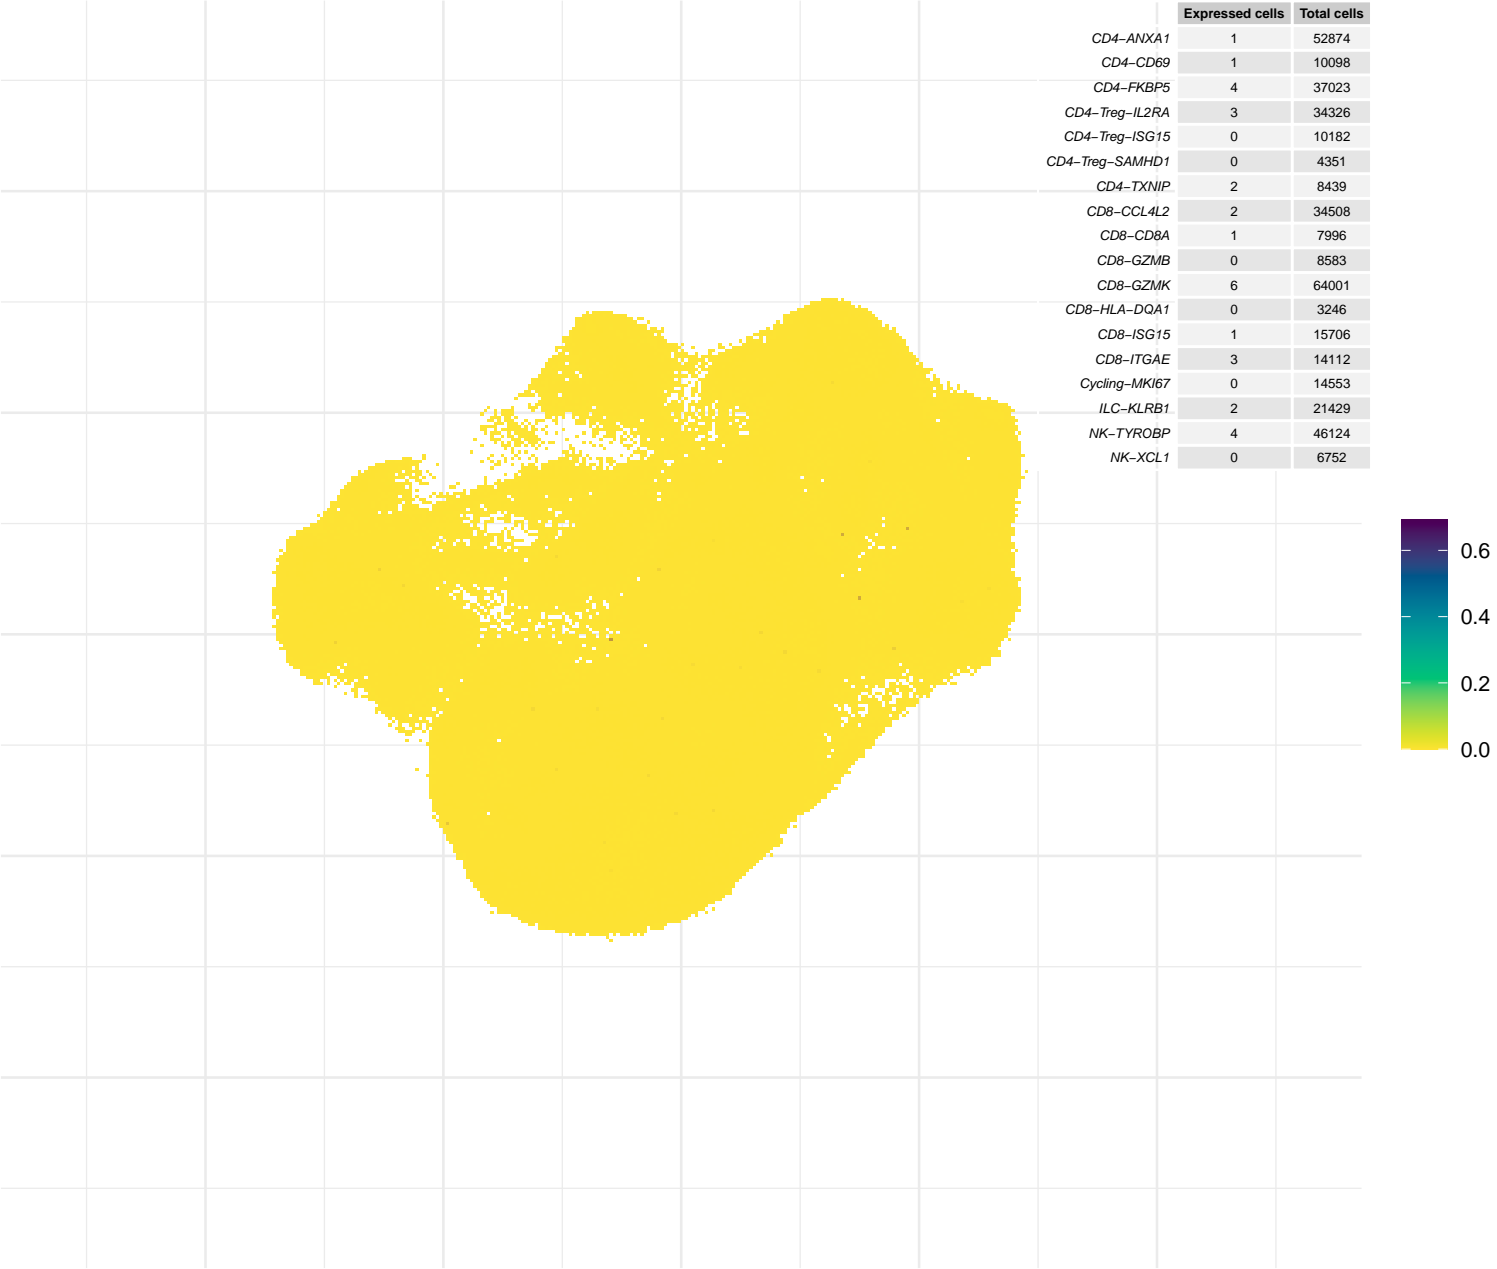 Expressed cells Total cells
CD4−ANXA1 1 52874
CD4−CD69 1 10098
CD4−FKBP5 4 37023
CD4−Treg−IL2RA 3 34326
CD4−Treg−ISG15 0 10182
CD4−Treg−SAMHD1 0 4351
CD4−TXNIP 2 8439
CD8−CCL4L2 2 34508
CD8−CD8A 1 7996
CD8−GZMB 0 8583
CD8−GZMK 6 64001
CD8−HLA−DQA1 0 3246
CD8−ISG15 1 15706
CD8−ITGAE 3 14112
Cycling−MKI67 0 14553
ILC−KLRB1 2 21429
NK−TYROBP 4 46124
NK−XCL1 0 6752
0.6
0.4
0.2
0.0